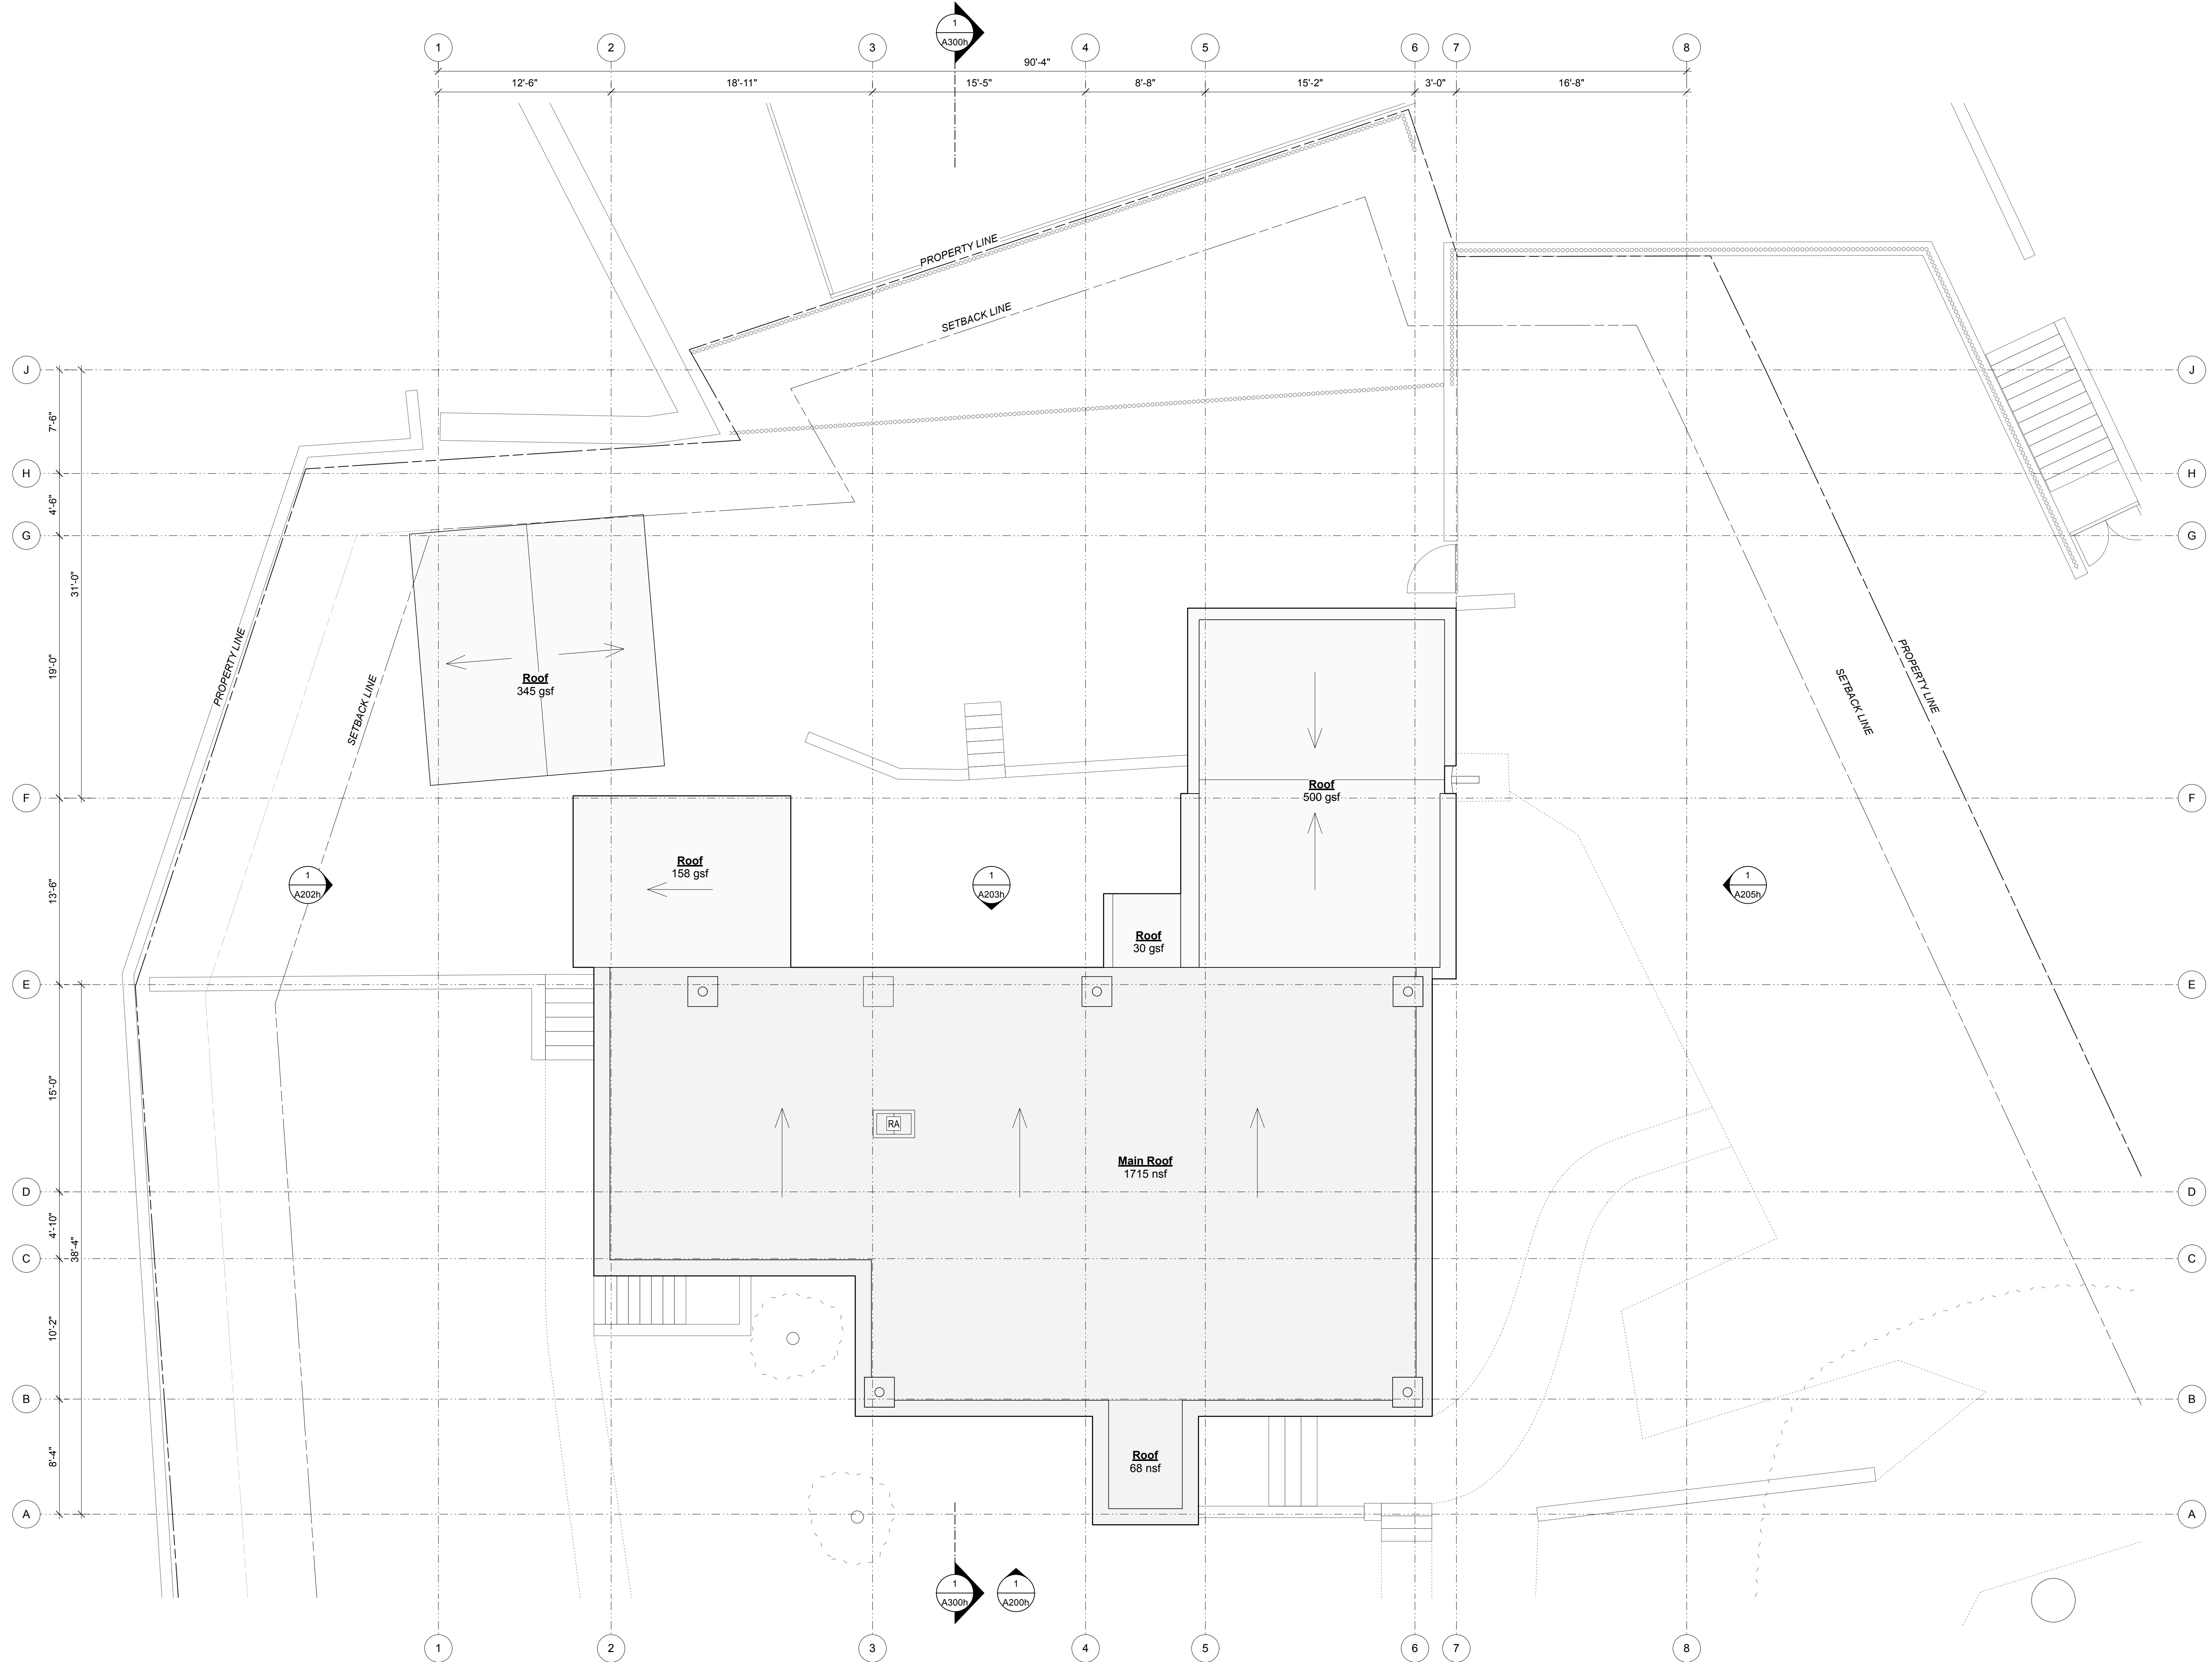 1
A300h
1
2
3
4
5
6
7
8
90'-4"
12'-6"
18'-11"
15'-5"
8'-8"
15'-2"
3'-0"
16'-8"
PROPERTY LINE
SETBACK LINE
J
J
7'-6"
H
H
4'-6"
G
G
31'-0"
19'-0"
PROPERTY LINE
SETBACK LINE
Roof
345 gsf
SETBACK LINE
PROPERTY LINE
F
F
Roof
500 gsf
13'-6"
Roof
158 gsf
1
A202h
1
A203h
1
A205h
Roof
30 gsf
E
E
15'-0"
RA
Main Roof
1715 nsf
D
D
4'-10"
38'-4"
C
C
10'-2"
B
B
8'-4"
Roof
68 nsf
A
A
1
A300h
1
A200h
1
2
3
4
5
6
7
8